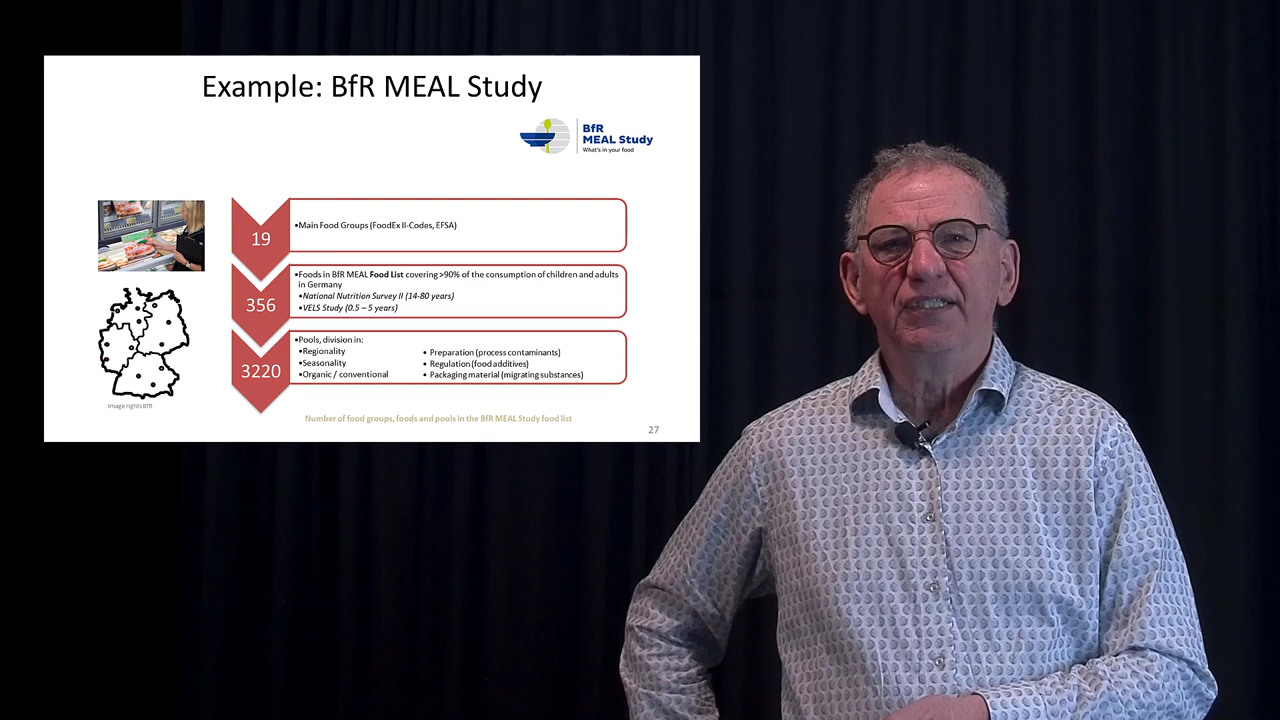 Example: BfR MEAL Study
BfR
MEAL Study
What's in your food
19
•Main Food Groups (FoodEx II-Codes, EFSA)
356
•Foods in BfR MEAL Food List covering >90% of the consumption of children and adults
in Germany
•National Nutrition Survey II (14-80 years)
•VELS Study (0.5 – 5 years)
3220
•Pools, division in:
•Regionality
•Seasonality
•Organic / conventional
• Preparation (process contaminants)
• Regulation (food additives)
• Packaging material (migrating substances)
Image rights BfR
Number of food groups, foods and pools in the BfR MEAL Study food list
27